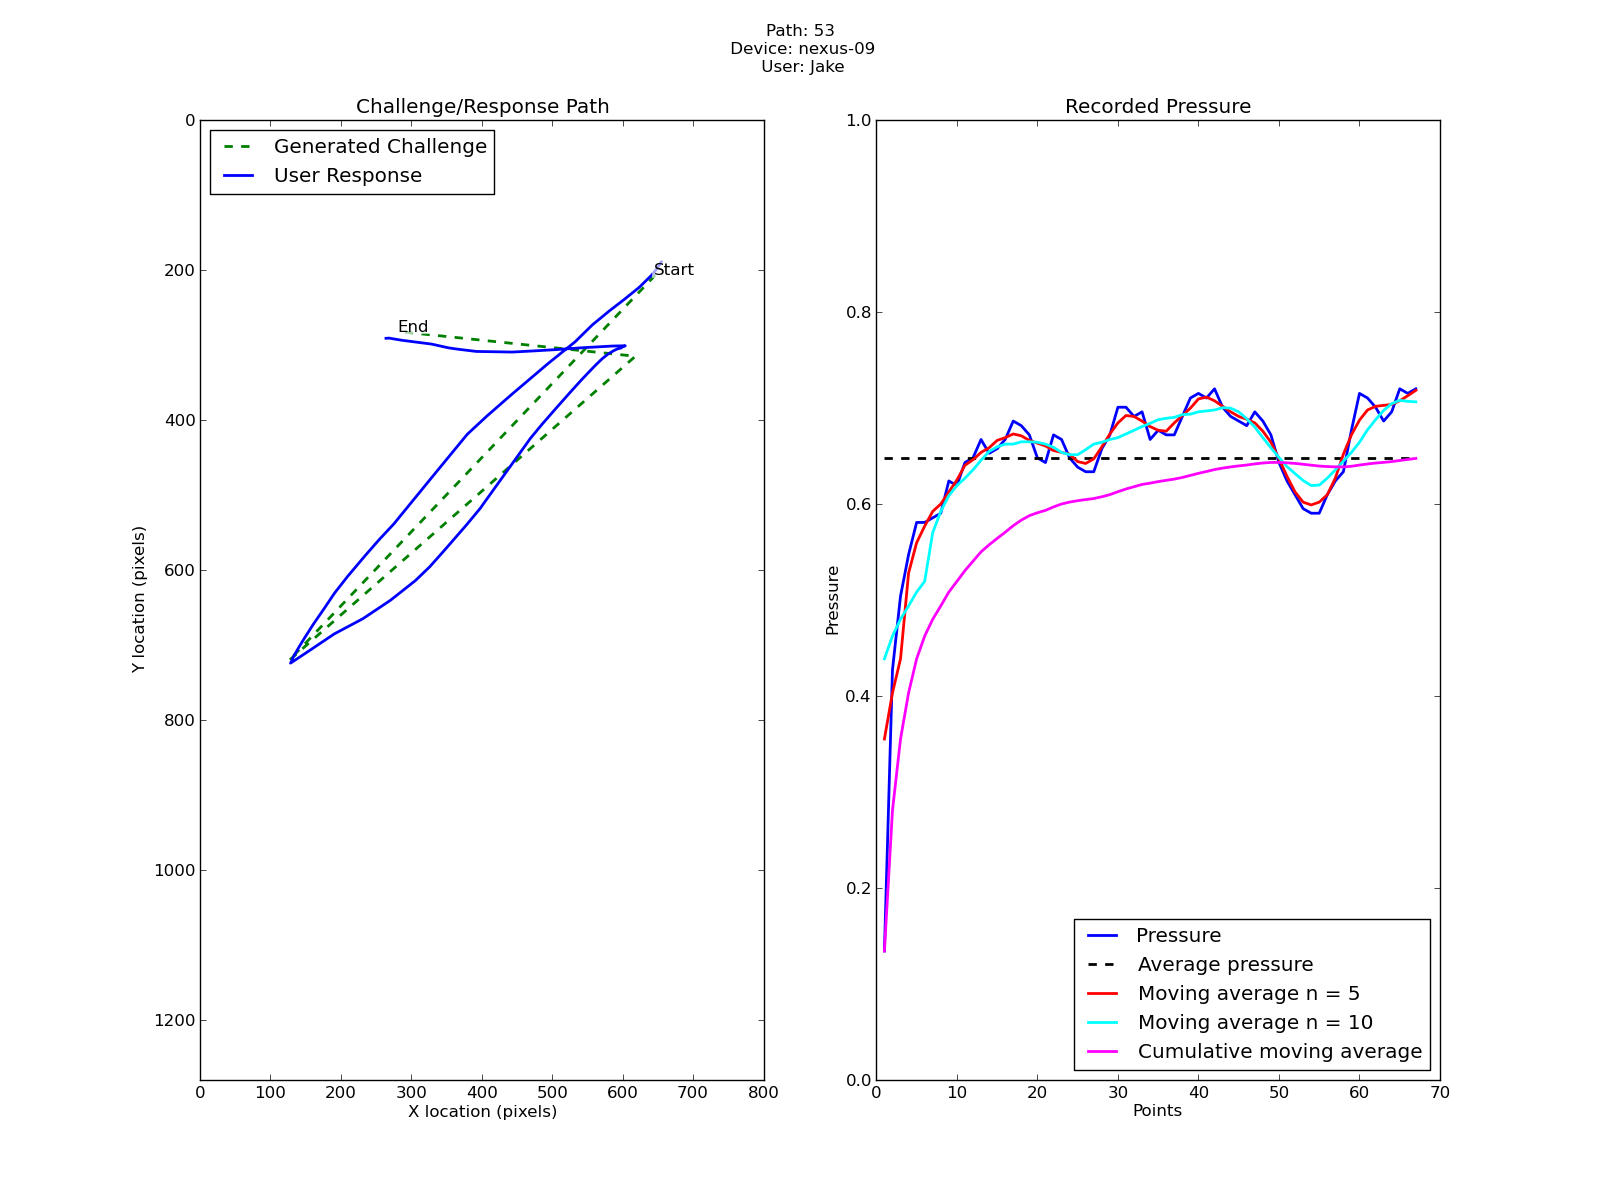 Path: 53
Device: nexus-09
User: Jake
Challenge/Response Path
Generated Challenge
User Response
Start
End
0
200
400
600
800
1000
1200
Y location (pixels)
0 100 200 300 400 500 600 700 800
X location (pixels)
Recorded Pressure
1.0
0.8
0.6
0.4
0.2
0.0
Pressure
Pressure
Average pressure
Moving average n = 5
Moving average n = 10
Cumulative moving average
0 10 20 30 40 50 60 70
Points